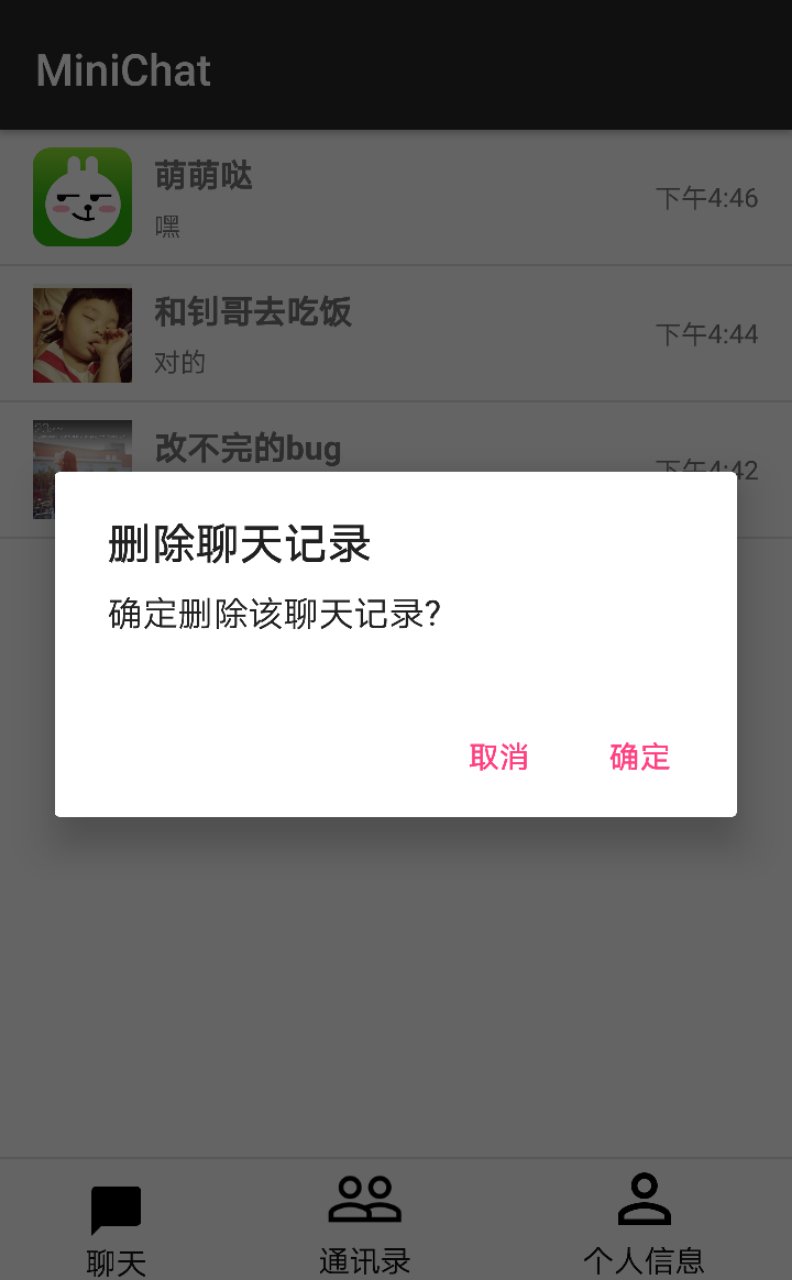 MiniChat
萌萌哒
下午4:46
嘿
和钊哥去吃饭
下午4:44
对的
改不完的bug
下午4:42
删除聊天记录
确定删除该聊天记录?
取消 确定
聊天 通讯录 个人信息